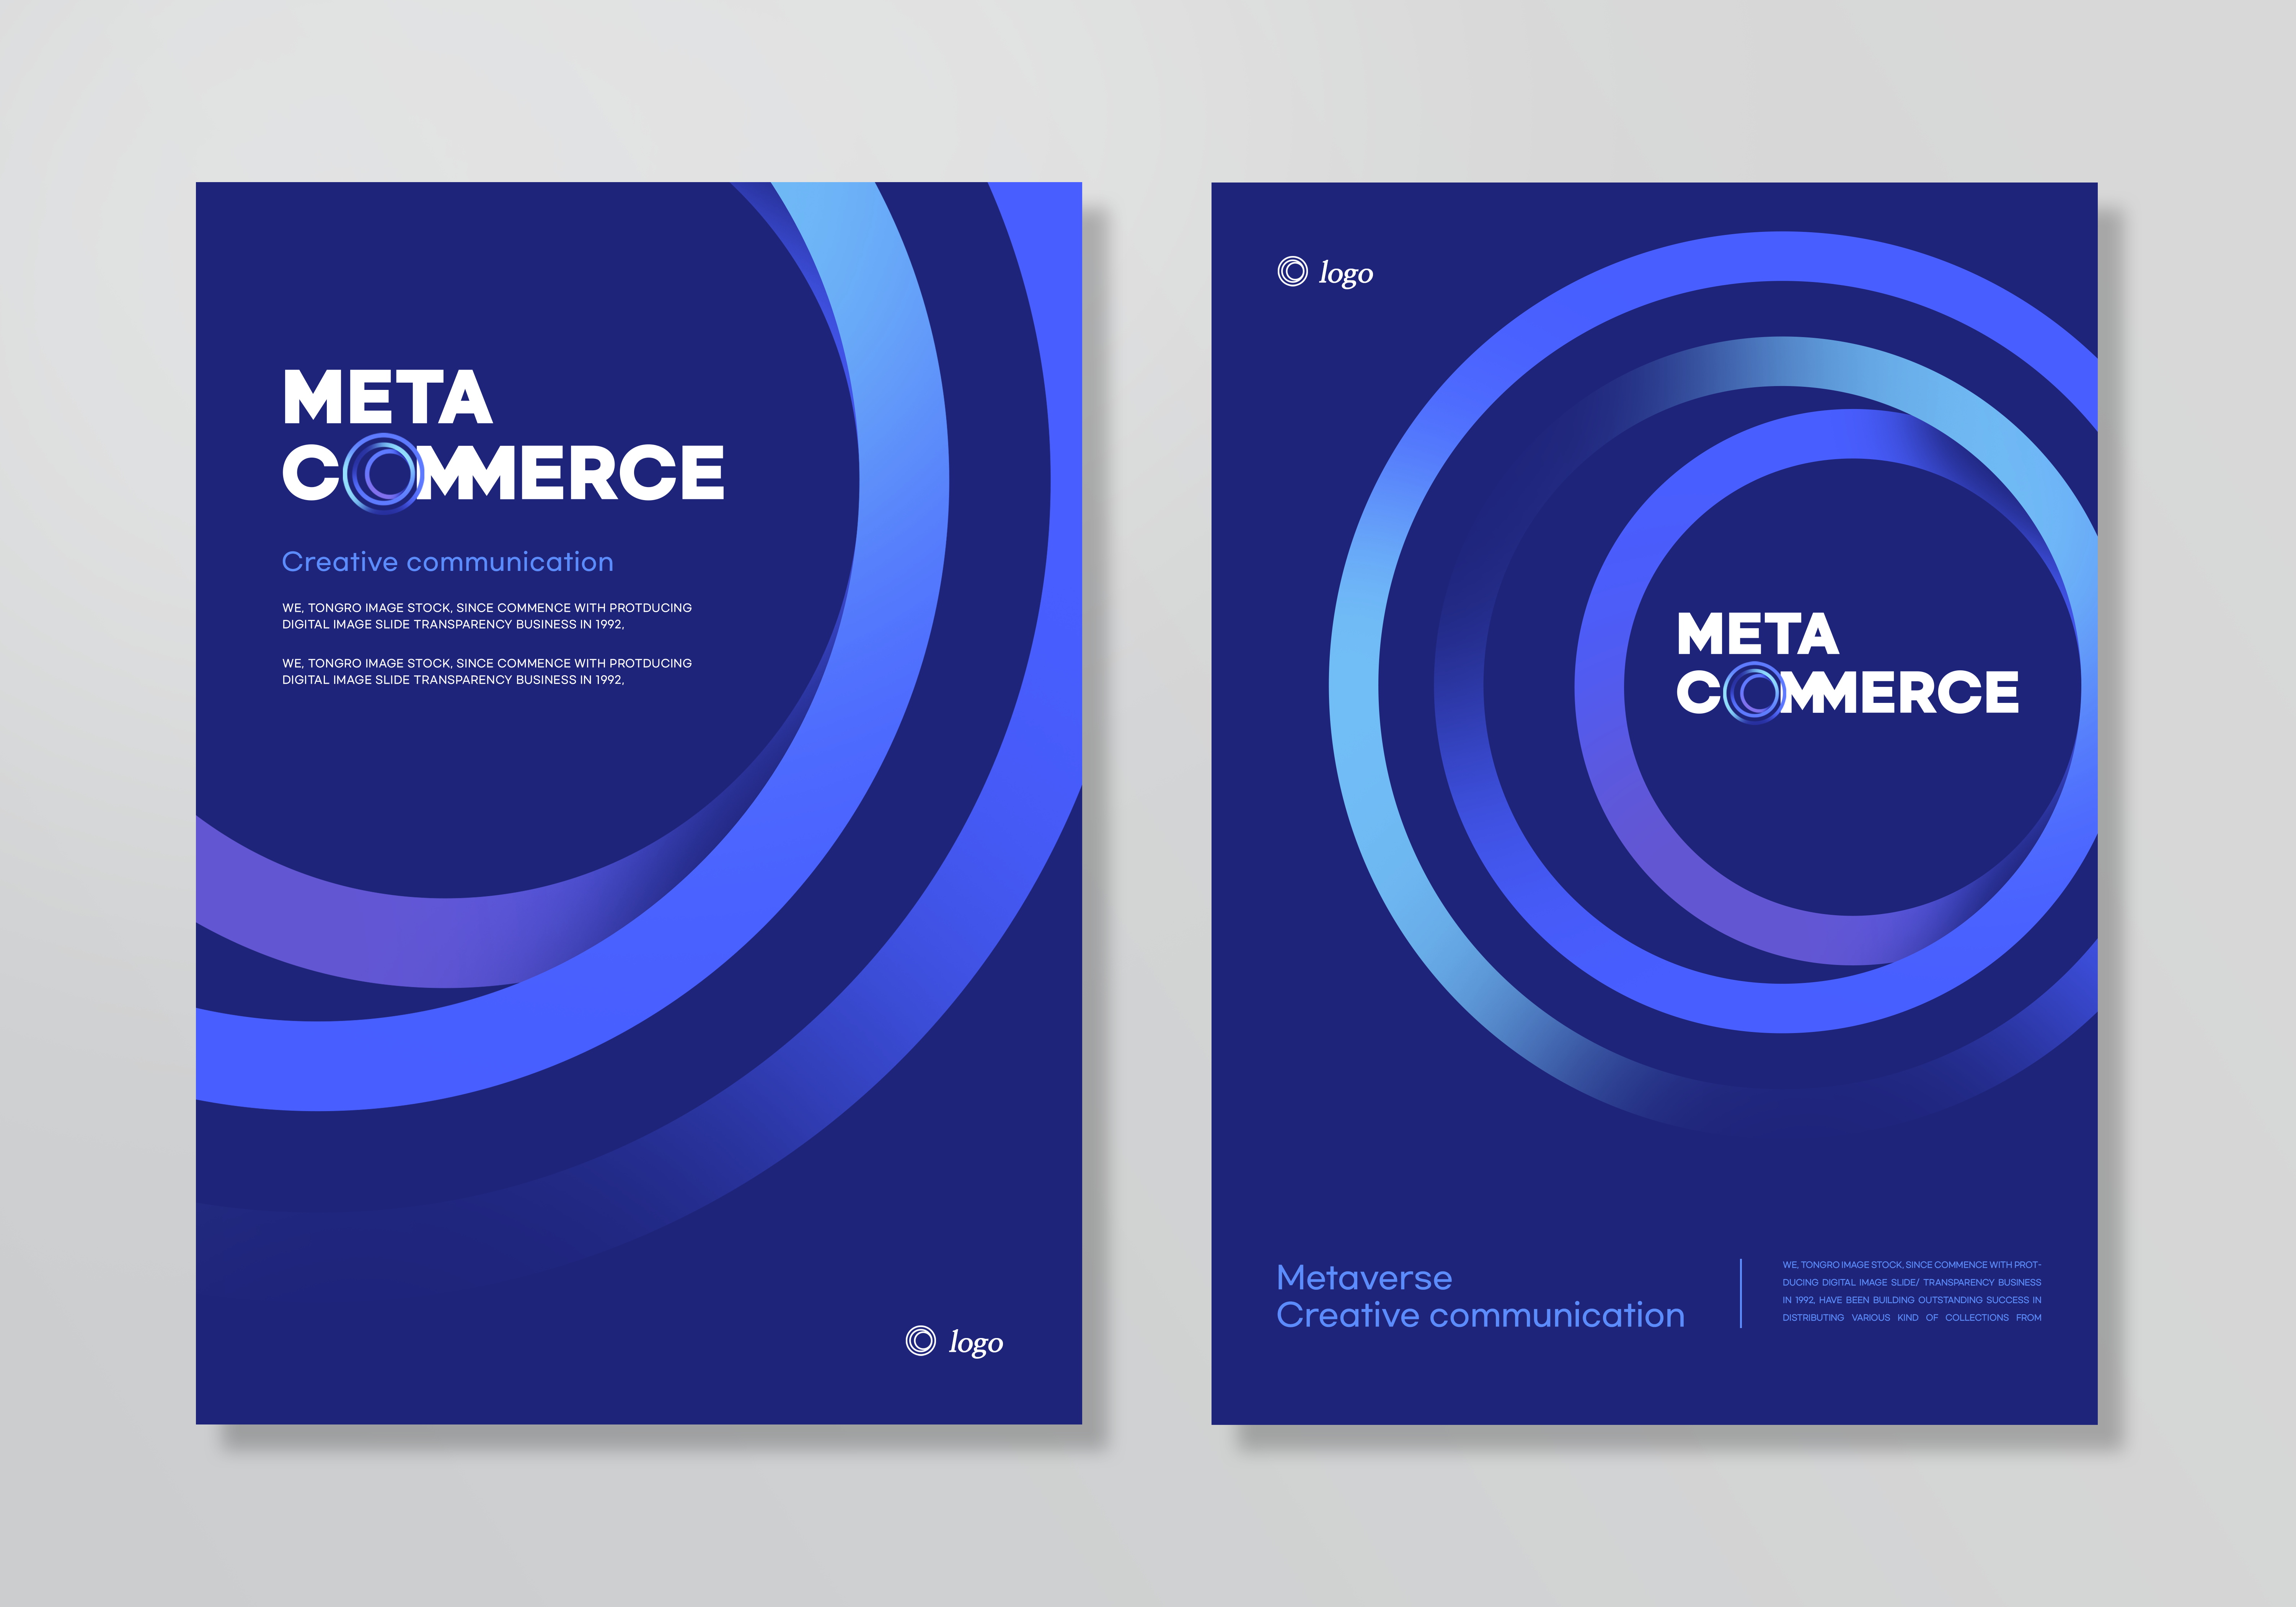 META
COMMERCE
Creative communication
WE, TONGRO IMAGE STOCK, SINCE COMMENCE WITH PROTDUCING
DIGITAL IMAGE SLIDE TRANSPARENCY BUSINESS IN 1992,
WE, TONGRO IMAGE STOCK, SINCE COMMENCE WITH PROTDUCING
DIGITAL IMAGE SLIDE TRANSPARENCY BUSINESS IN 1992,
logo
logo
META
COMMERCE
Metaverse
Creative communication
WE, TONGRO IMAGE STOCK, SINCE COMMENCE WITH PROT-
DUCING DIGITAL IMAGE SLIDE/ TRANSPARENCY BUSINESS
IN 1992, HAVE BEEN BUILDING OUTSTANDING SUCCESS IN
DISTRIBUTING VARIOUS KIND OF COLLECTIONS FROM